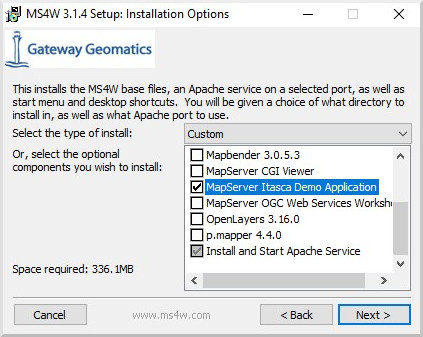 MS4W 3.1.4 Setup: Installation Options
Gateway Geomatics
This installs the MS4W base files, an Apache service on a selected port, as well as
start menu and desktop shortcuts. You will be given a choice of what directory to
install in, as well as what Apache port to use.
Select the type of install:
Custom
Or, select the optional
components you wish to install:
Mapbender 3.0.5.3
MapServer CGI Viewer
MapServer Itasca Demo Application
MapServer OGC Web Services Worksho
OpenLayers 3.16.0
p.mapper 4.4.0
Install and Start Apache Service
Space required: 336.1MB
Cancel
www.ms4w.com
< Back
Next >